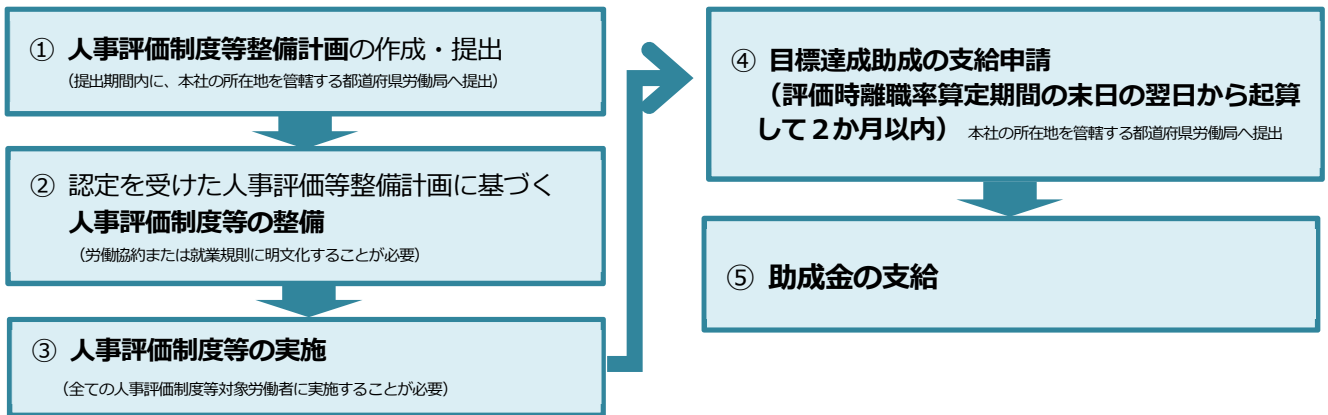 ① 人事評価制度等整備計画の作成・提出
（提出期間内に、本社の所在地を管轄する都道府県労働局へ提出）
② 認定を受けた人事評価等整備計画に基づく
人事評価制度等の整備
（労働協約または就業規則に明文化することが必要）
③ 人事評価制度等の実施
（全ての人事評価制度等対象労働者に実施することが必要）
④ 目標達成助成の支給申請
（評価時離職率算定期間の末日の翌日から起算
して２か月以内） 本社の所在地を管轄する都道府県労働局へ提出
⑤ 助成金の支給